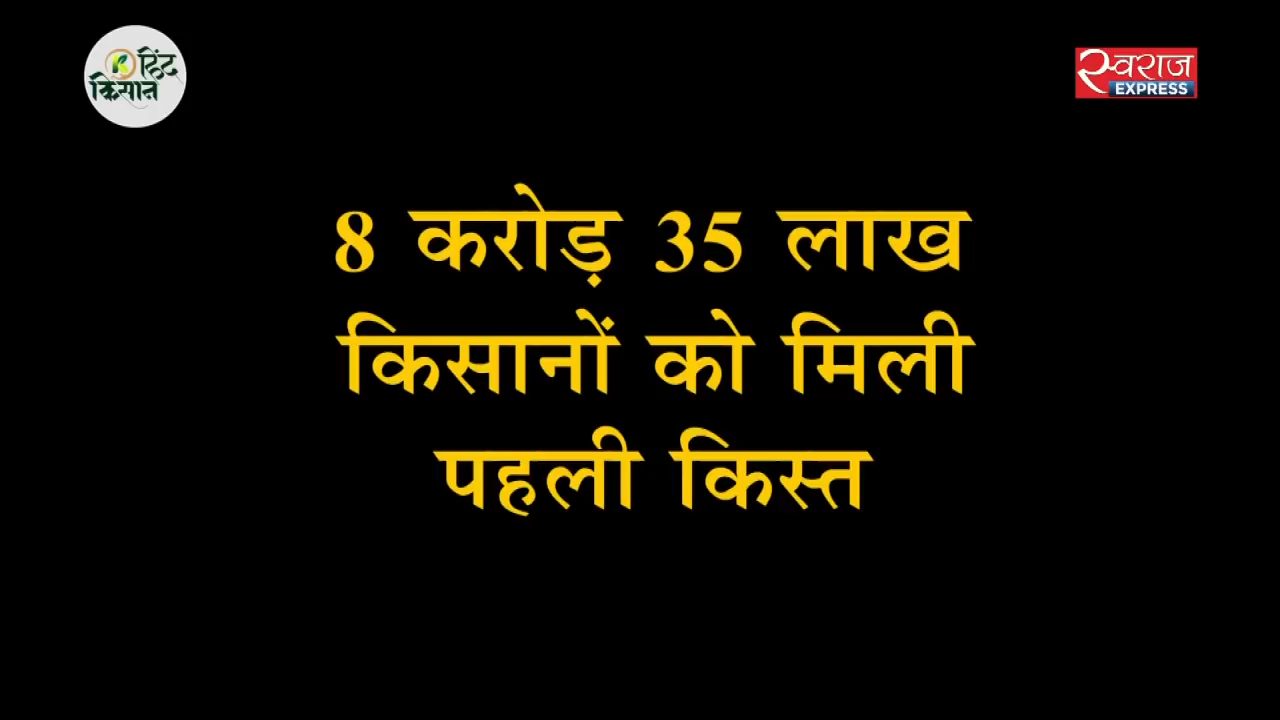 हिंद
किसान
स्वराज
EXPRESS
8 करोड़ 35 लाख
किसानों को मिली
पहली किस्त